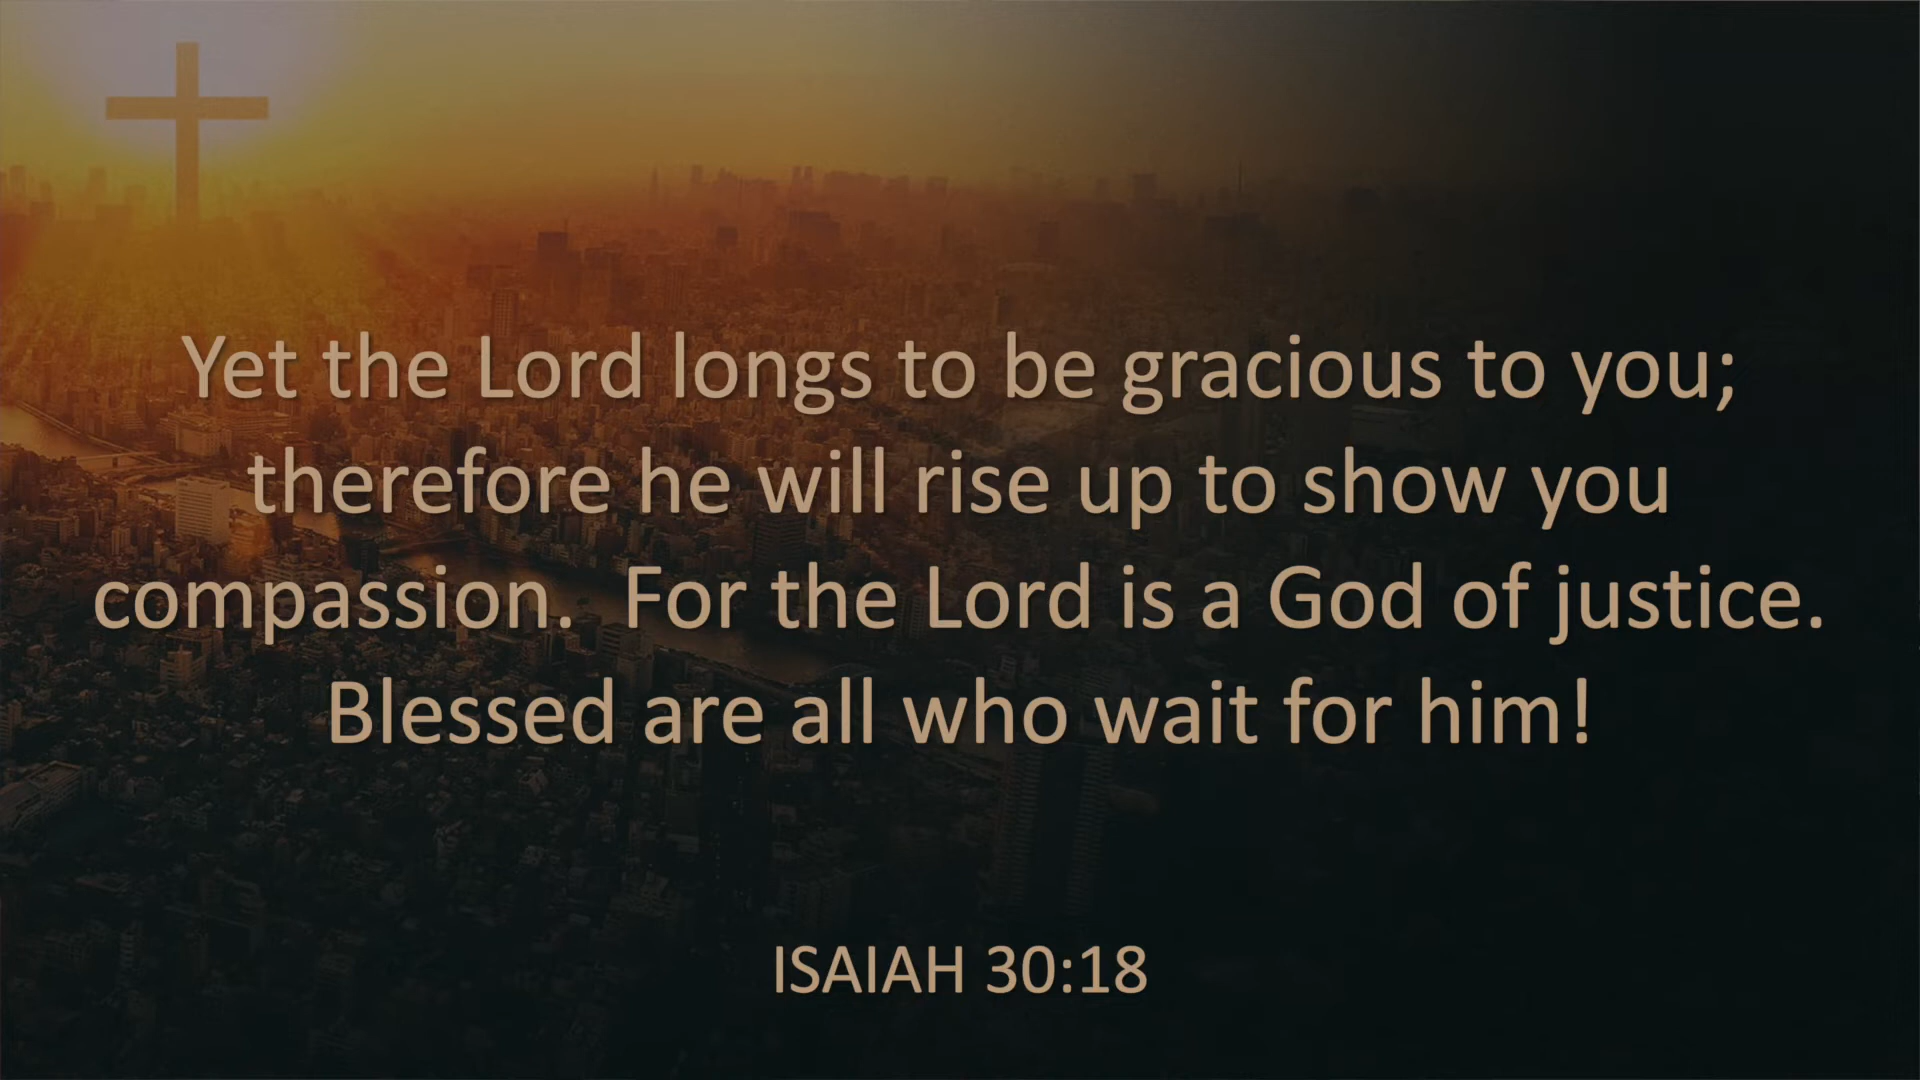 Yet the Lord longs to be gracious to you;
therefore he will rise up to show you
compassion.  For the Lord is a God of justice.
Blessed are all who wait for him!
ISAIAH 30:18